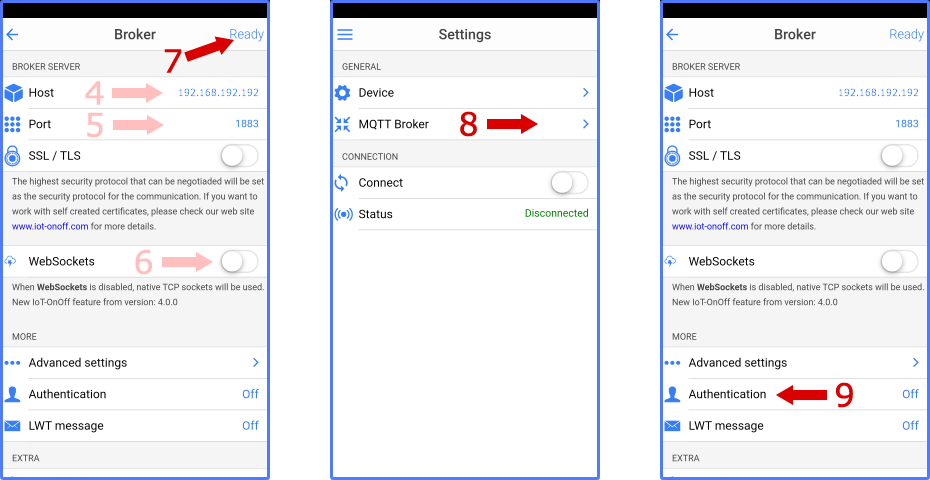 Broker
Ready
7
BROKER SERVER
Host
4
192.168.192.192
Port
5
1883
SSL / TLS
The highest security protocol that can be negotiaded will be set
as the security protocol for the communication. If you want to
work with self created certificates, please check our web site
www.iot-onoff.com for more details.
WebSockets
6
When WebSockets is disabled, native TCP sockets will be used.
New IoT-OnOff feature from version: 4.0.0
MORE
Advanced settings
Authentication
Off
LWT message
Off
EXTRA
Settings
GENERAL
Device
MQTT Broker
8
CONNECTION
Connect
Status
Disconnected
Broker
Ready
BROKER SERVER
Host
192.168.192.192
Port
1883
SSL / TLS
The highest security protocol that can be negotiaded will be set
as the security protocol for the communication. If you want to
work with self created certificates, please check our web site
www.iot-onoff.com for more details.
WebSockets
When WebSockets is disabled, native TCP sockets will be used.
New IoT-OnOff feature from version: 4.0.0
MORE
Advanced settings
Authentication
9
Off
LWT message
Off
EXTRA